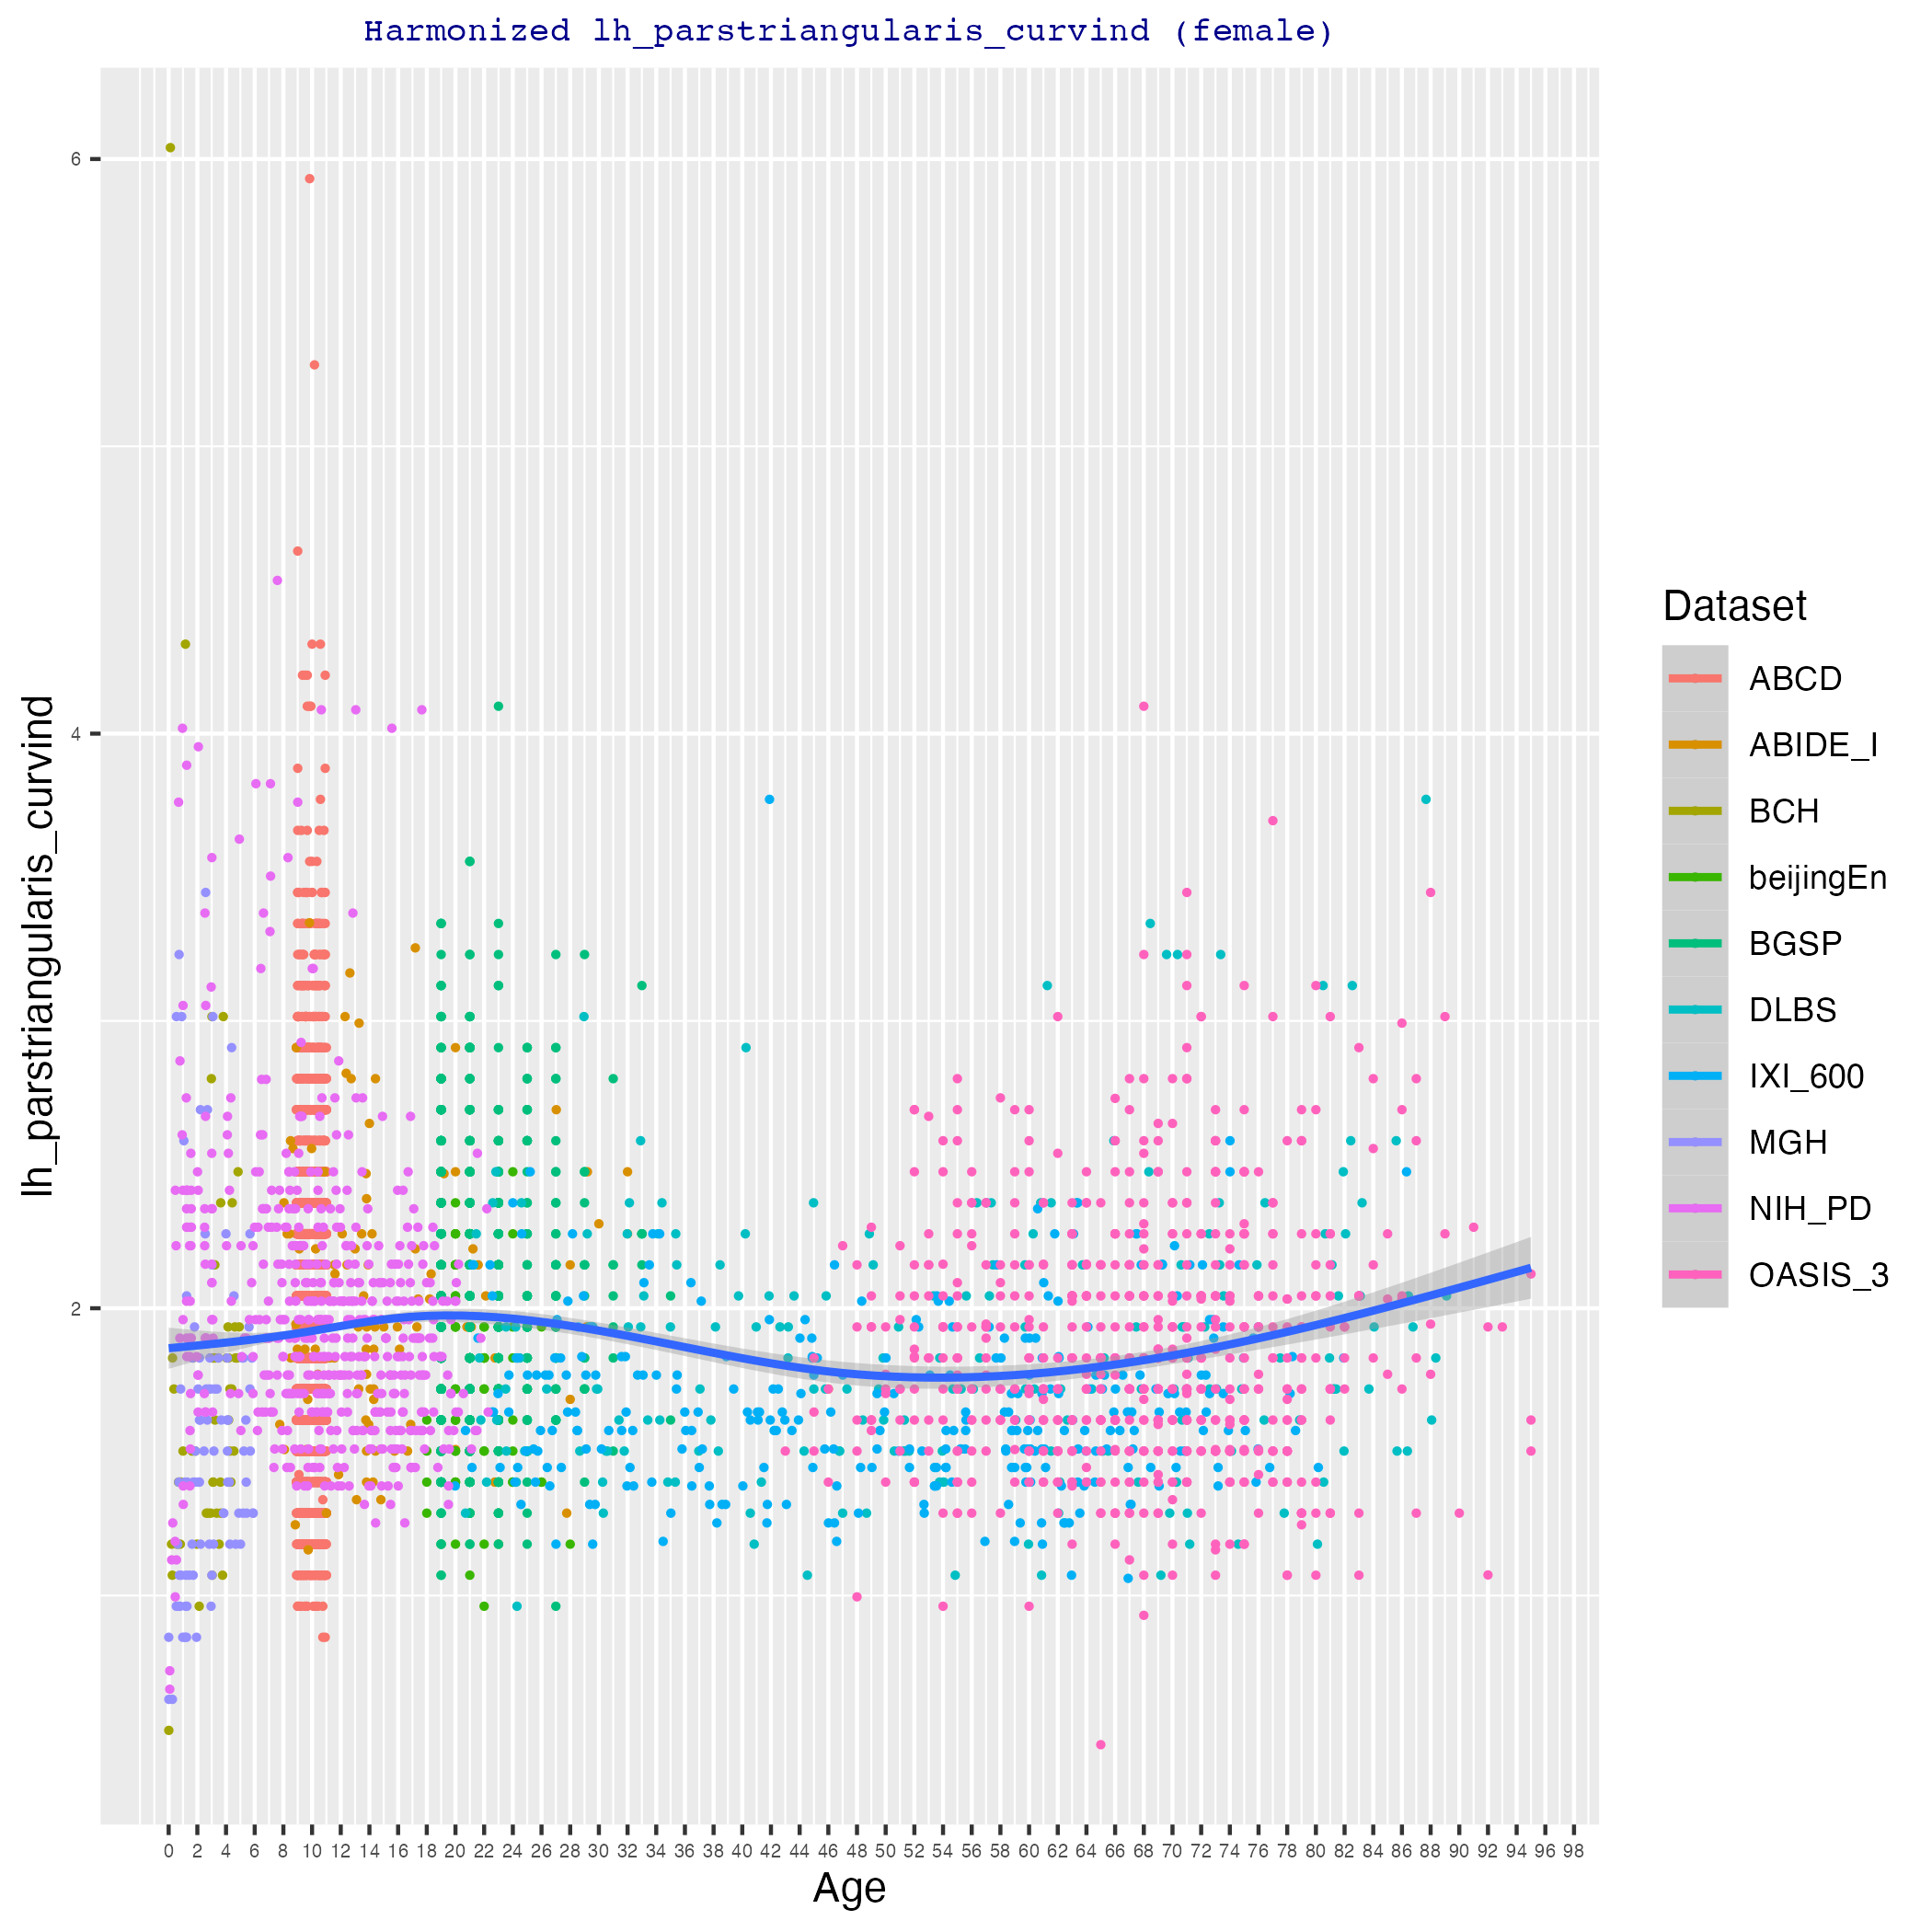 Harmonized lh_parstriangularis_curvind (female)
lh_parstriangularis_curvind
6
4
2
0 2 4 6 8 10 12 14 16 18 20 22 24 26 28 30 32 34 36 38 40 42 44 46 48 50 52 54 56 58 60 62 64 66 68 70 72 74 76 78 80 82 84 86 88 90 92 94 96 98
Age
Dataset
ABCD
ABIDE_I
BCH
beijingEn
BGSP
DLBS
IXI_600
MGH
NIH_PD
OASIS_3